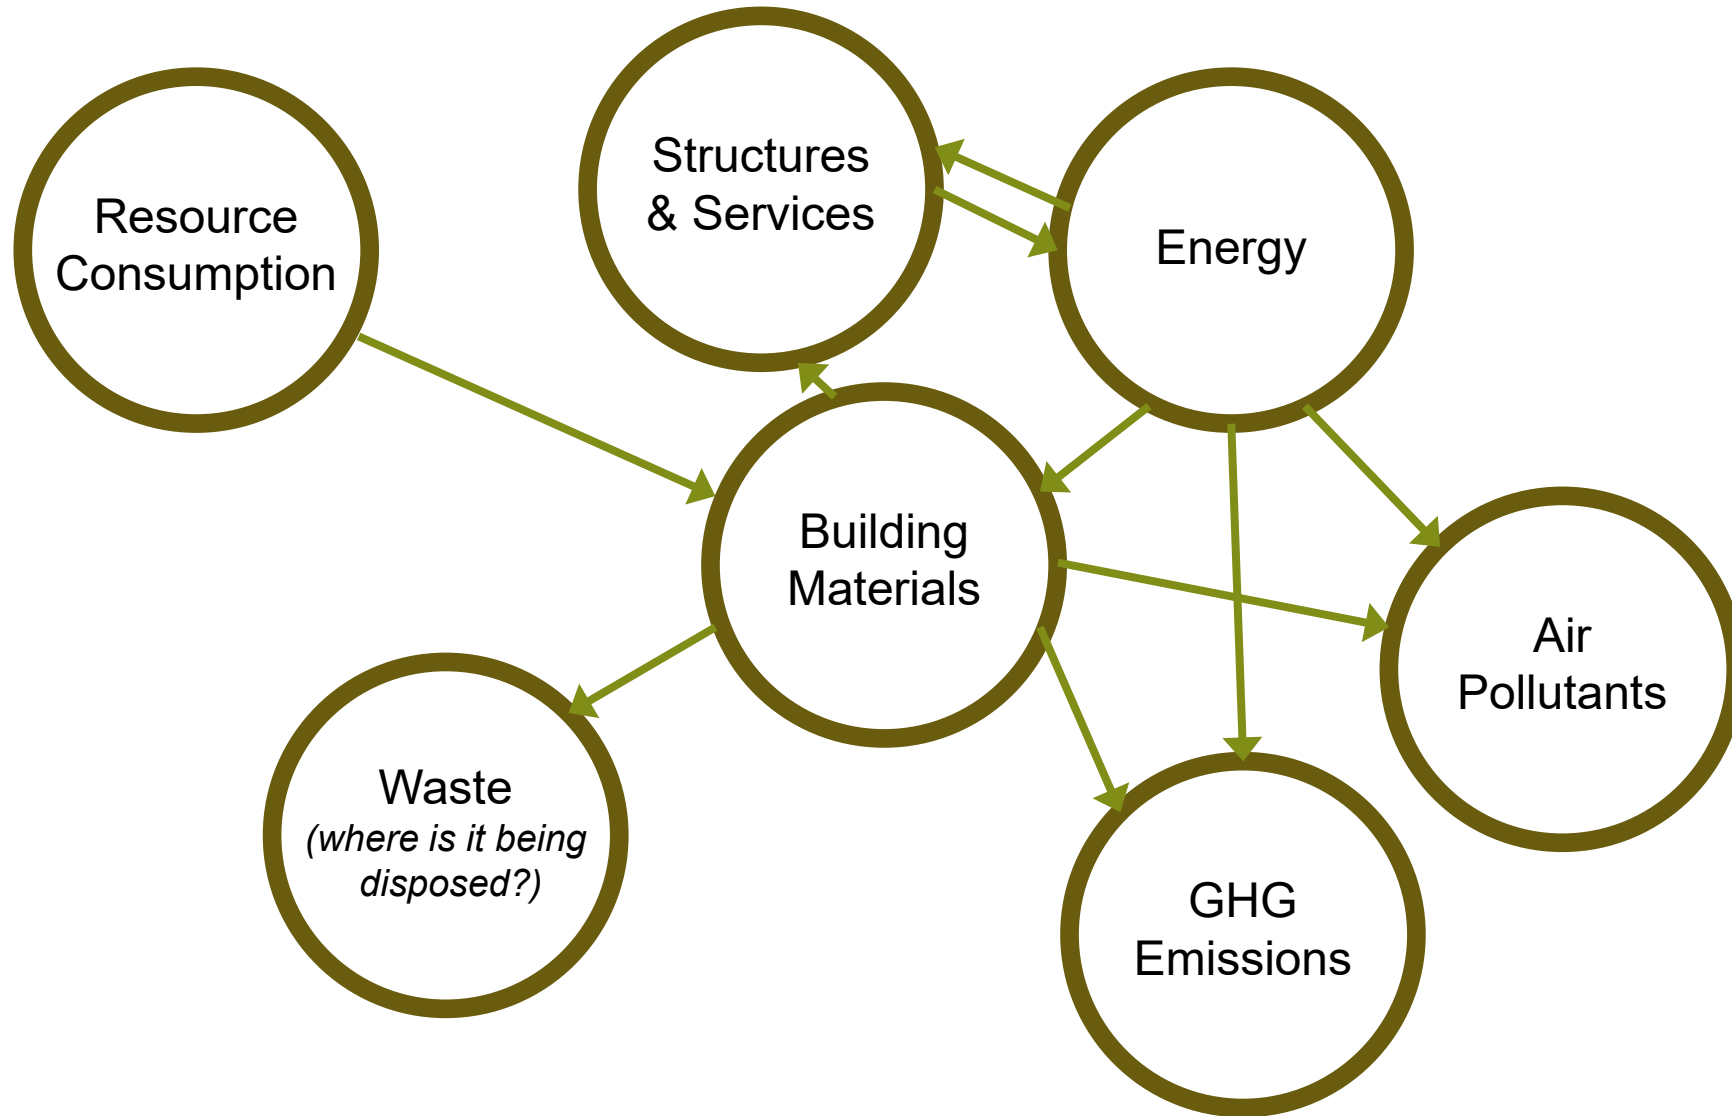 Resource
Consumption
Structures
& Services
Energy
Building
Materials
Air
Pollutants
Waste
(where is it being
disposed?)
GHG
Emissions